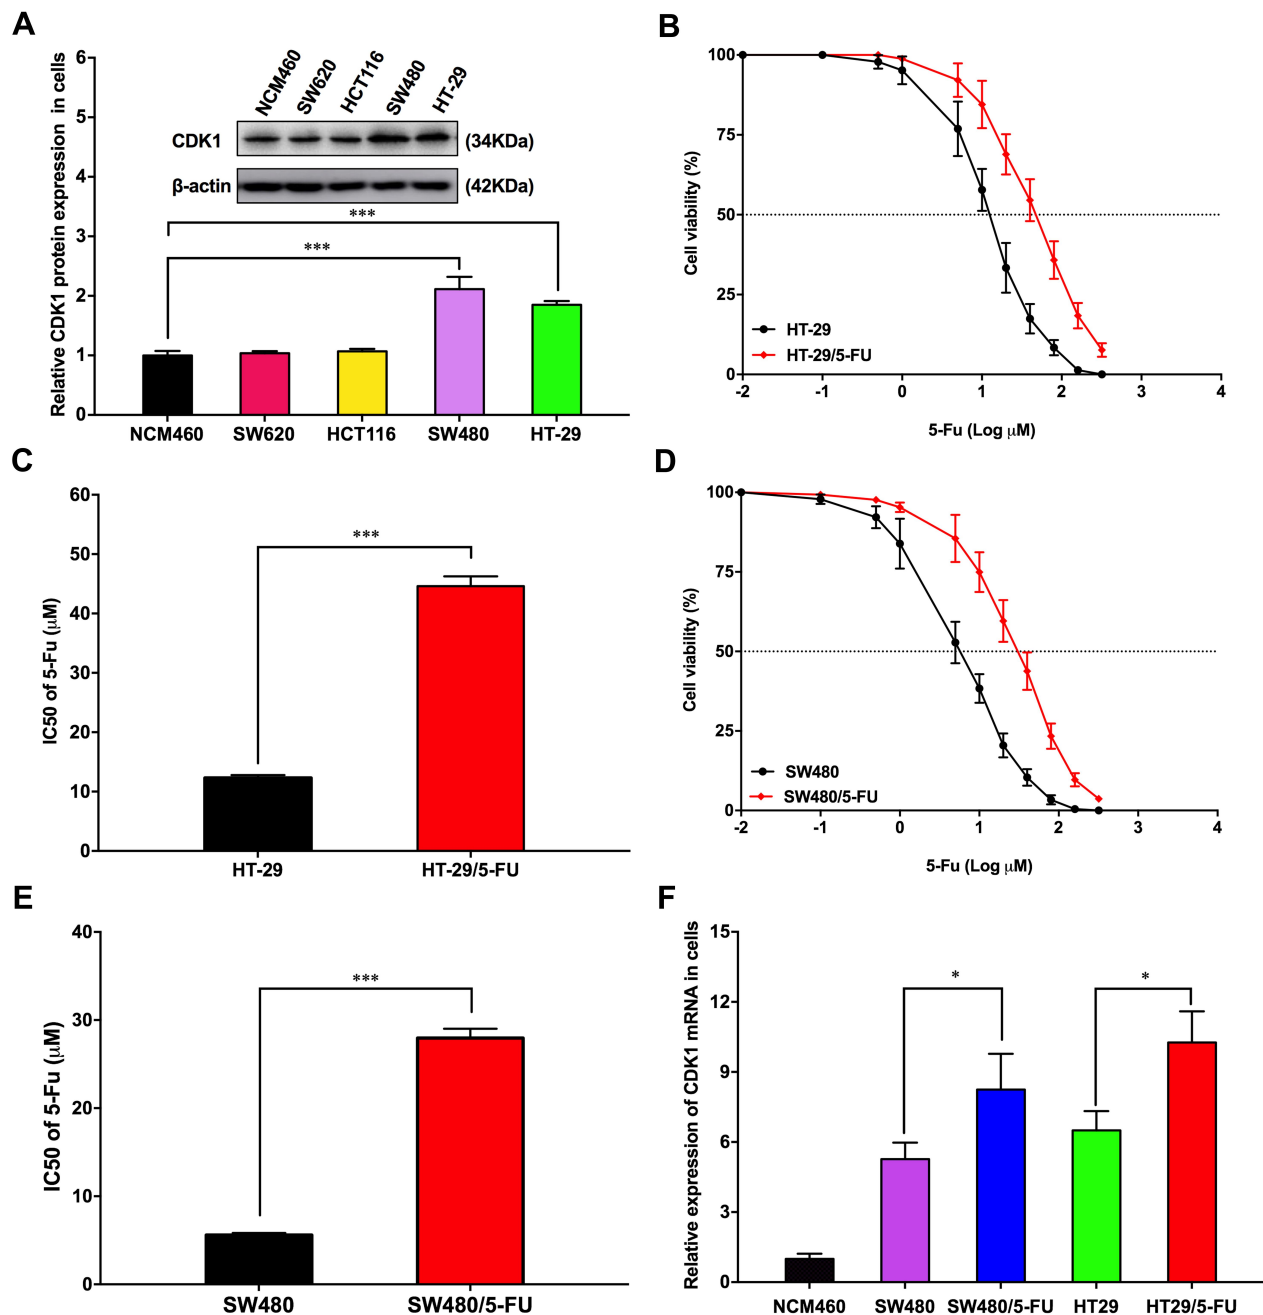 A
Relative CDK1 protein expression in cells
6
5
4
3
2
1
0
NCM460
SW620
HCT116
SW480
HT-29
CDK1
(34KDa)
β-actin
(42KDa)
***
***
NCM460
SW620
HCT116
SW480
HT-29
B
Cell viability (%)
100
75
50
25
0
HT-29
HT-29/5-FU
-2
-1
0
1
2
3
4
5-Fu (Log μM)
C
IC50 of 5-Fu (μM)
60
50
40
30
20
10
0
***
HT-29
HT-29/5-FU
D
Cell viability (%)
100
75
50
25
0
SW480
SW480/5-FU
-2
-1
0
1
2
3
4
5-Fu (Log μM)
E
IC50 of 5-Fu (μM)
40
30
20
10
0
***
SW480
SW480/5-FU
F
Relative expression of CDK1 mRNA in cells
15
12
9
6
3
0
*
*
NCM460
SW480
SW480/5-FU
HT29
HT29/5-FU